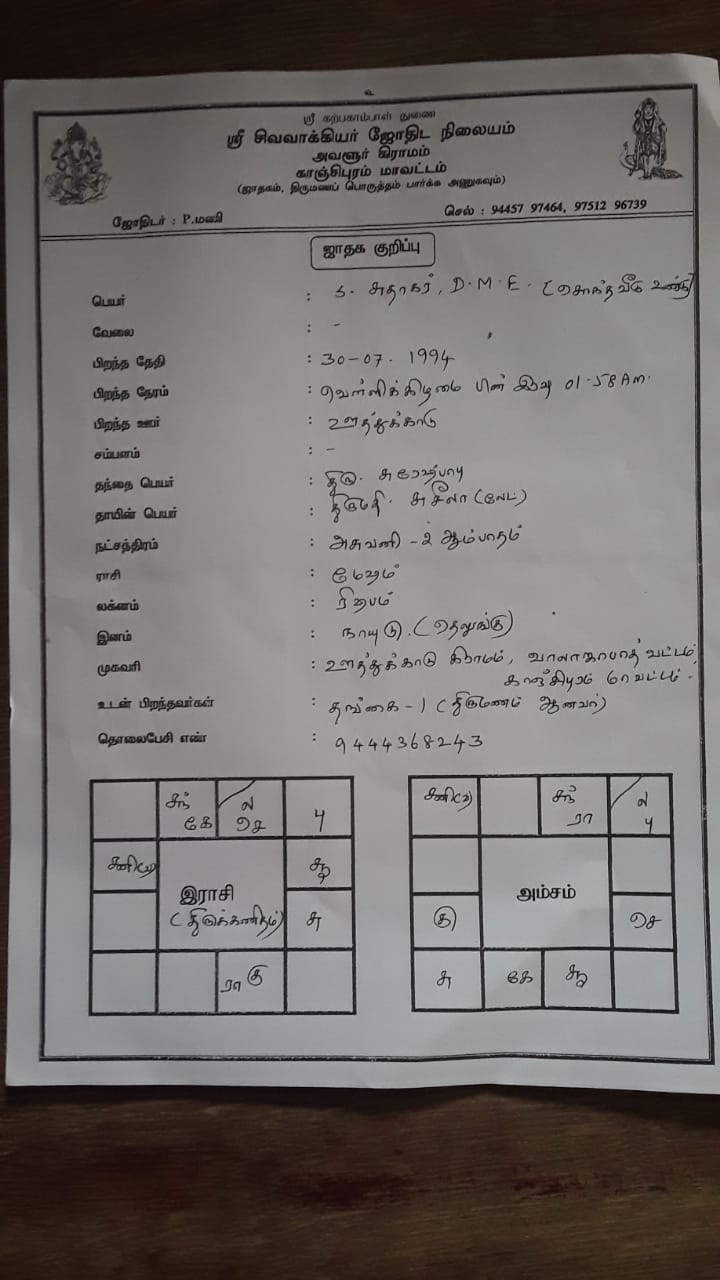 உ
ஸ்ரீ கற்பகாம்பாள் துணை
ஸ்ரீ சிவவாக்கியர் ஜோதிட நிலையம்
அவளூர் கிராமம்
காஞ்சிபுரம் மாவட்டம்
(ஜாதகம், திருமணப் பொருத்தம் பார்க்க அணுகவும்)
ஜோதிடர் : P.மணி செல் : 94457 97464, 97512 96739
ஜாதக குறிப்பு
பெயர் : S. சுதாகர், D.M.E. (சொந்த வீடு உண்டு)
வேலை : -
பிறந்த தேதி : 30-07. 1994
பிறந்த நேரம் : வெள்ளிக்கிழமை பின் இரவு 01.58 Am.
பிறந்த ஊர் : ஊத்துக்காடு
சம்பளம் : -
தந்தை பெயர் : திரு. சுரேஷ்பாபு
தாயின் பெயர் : திருமதி. சுசீலா (லேட்)
நட்சத்திரம் : அசுவனி - 2 ஆம்பாதம்
ராசி : மேஷம்
லக்னம் : ரிஷபம்
இனம் : நாயுடு. (தெலுங்கு)
முகவரி : ஊத்துக்காடு கிராமம், வாலாஜாபாத் வட்டம்,
காஞ்சிபுரம் மாவட்டம்.
உடன் பிறந்தவர்கள் : தங்கை - 1 (திருமணம் ஆனவர்)
தொலைபேசி எண் : 9444368243
சந் கே
ல செ
பு
சனி(வ)
சூ
இராசி
(திருக்கணிதம்)
சு
ரா கு
சனி(வ)
சந் ரா
ல பு
அம்சம்
கு
செ
சு
கே
சூ